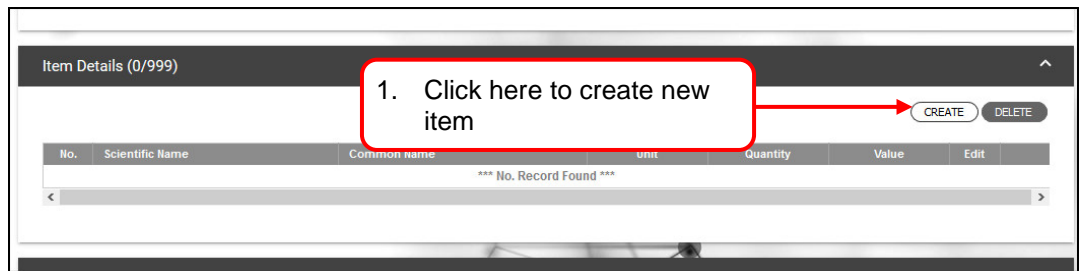 Item Details (0/999)
1. Click here to create new
item
CREATE DELETE
No. Scientific Name Common Name Unit Quantity Value Edit
*** No. Record Found ***